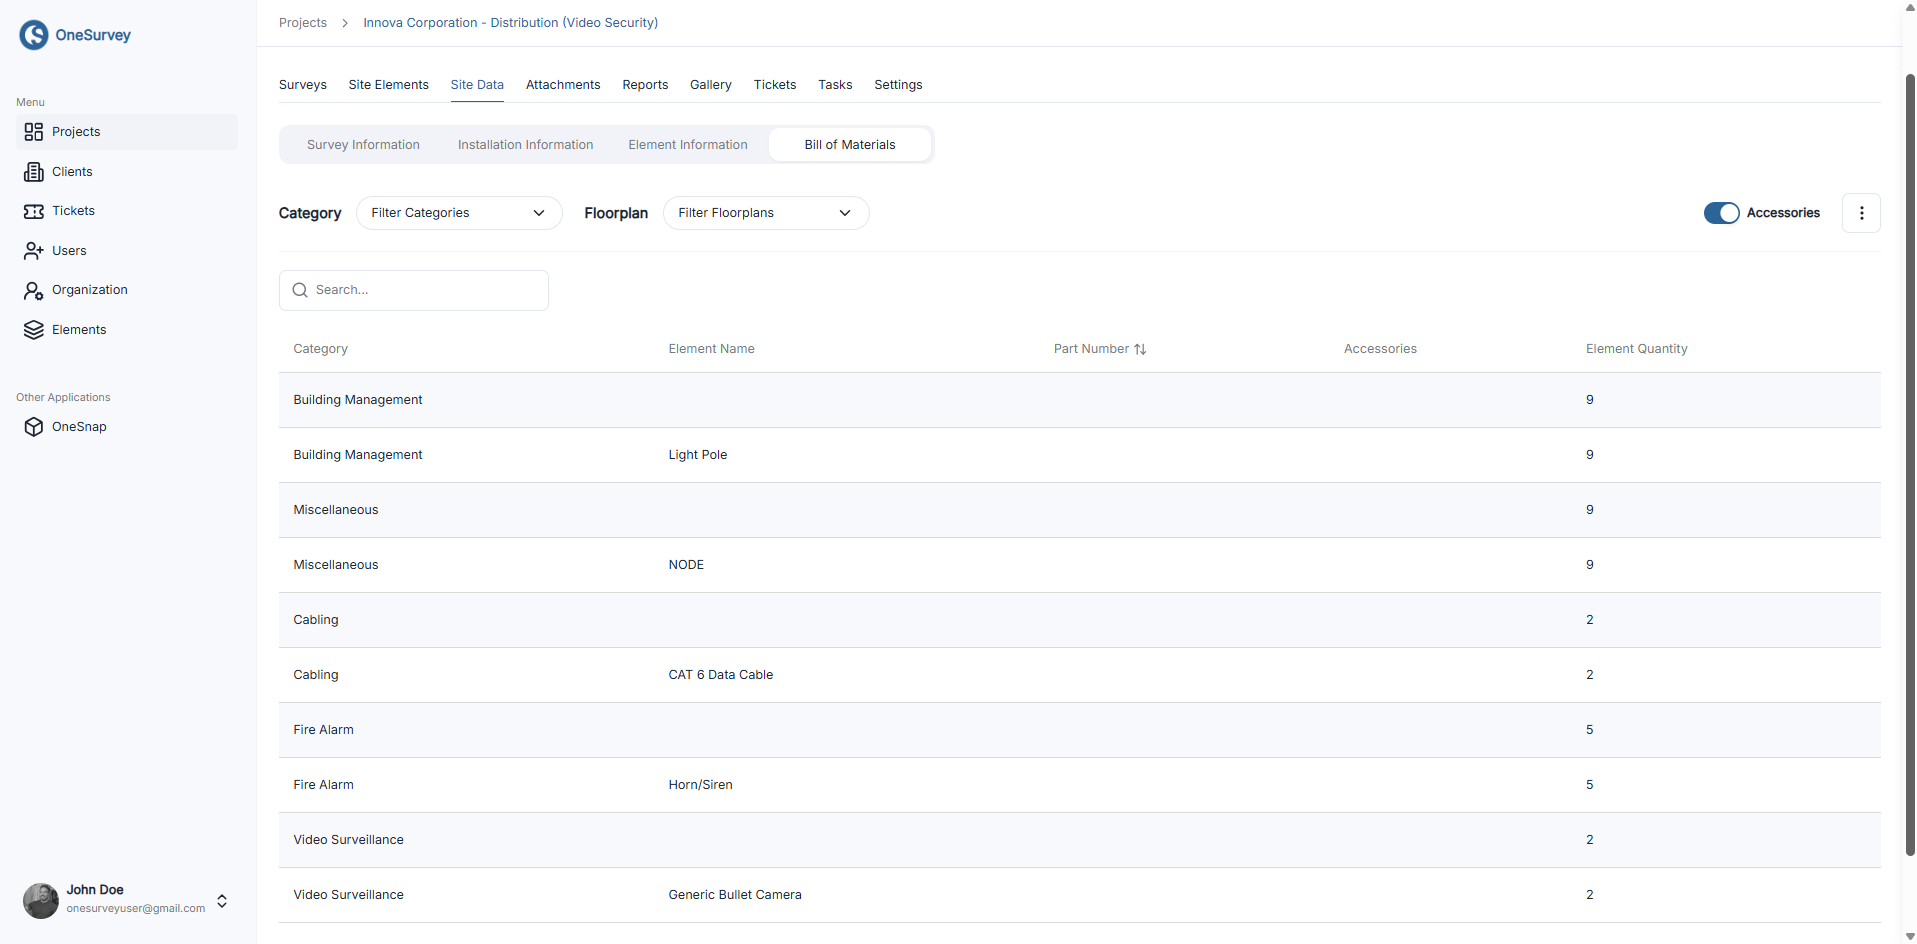 OneSurvey
Projects
Innova Corporation - Distribution (Video Security)
Menu
Projects
Clients
Tickets
Users
Organization
Elements
Other Applications
OneSnap
John Doe
onesurveyuser@gmail.com
Surveys Site Elements Site Data Attachments Reports Gallery Tickets Tasks Settings
Survey Information Installation Information Element Information Bill of Materials
Category Filter Categories Floorplan Filter Floorplans Accessories
Search...
Category Element Name Part Number Accessories Element Quantity
Building Management 9
Building Management Light Pole 9
Miscellaneous 9
Miscellaneous NODE 9
Cabling 2
Cabling CAT 6 Data Cable 2
Fire Alarm 5
Fire Alarm Horn/Siren 5
Video Surveillance 2
Video Surveillance Generic Bullet Camera 2